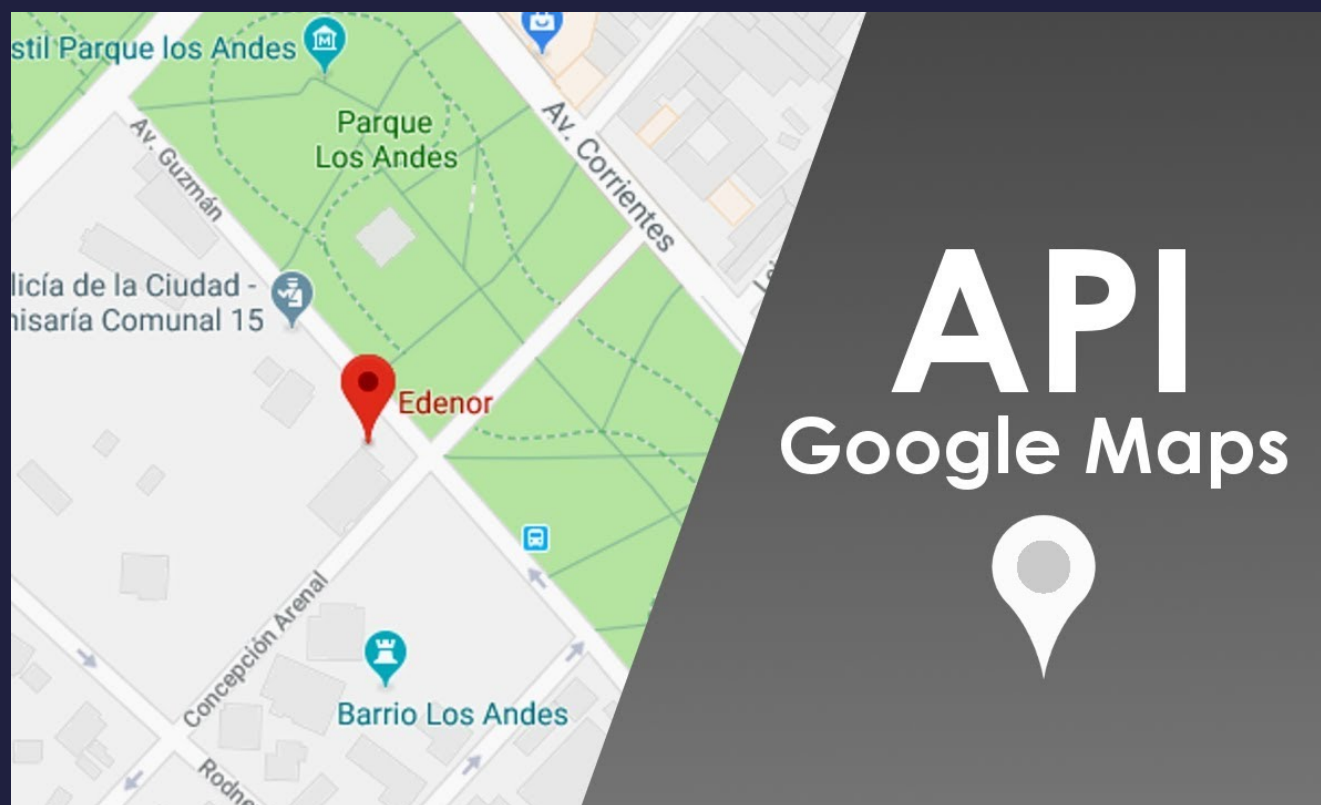 stil Parque los Andes
Parque
Los Andes
Av. Guzmán
Av. Corrientes
licía de la Ciudad -
nisaría Comunal 15
Edenor
Concepción Arenal
Barrio Los Andes
Rodne
API
Google Maps